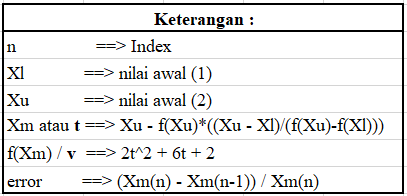 Keterangan :
n ==> Index
Xl ==> nilai awal (1)
Xu ==> nilai awal (2)
Xm atau t ==> Xu - f(Xu)*((Xu - Xl)/(f(Xu)-f(Xl)))
f(Xm) / v ==> 2t^2 + 6t + 2
error ==> (Xm(n) - Xm(n-1)) / Xm(n)